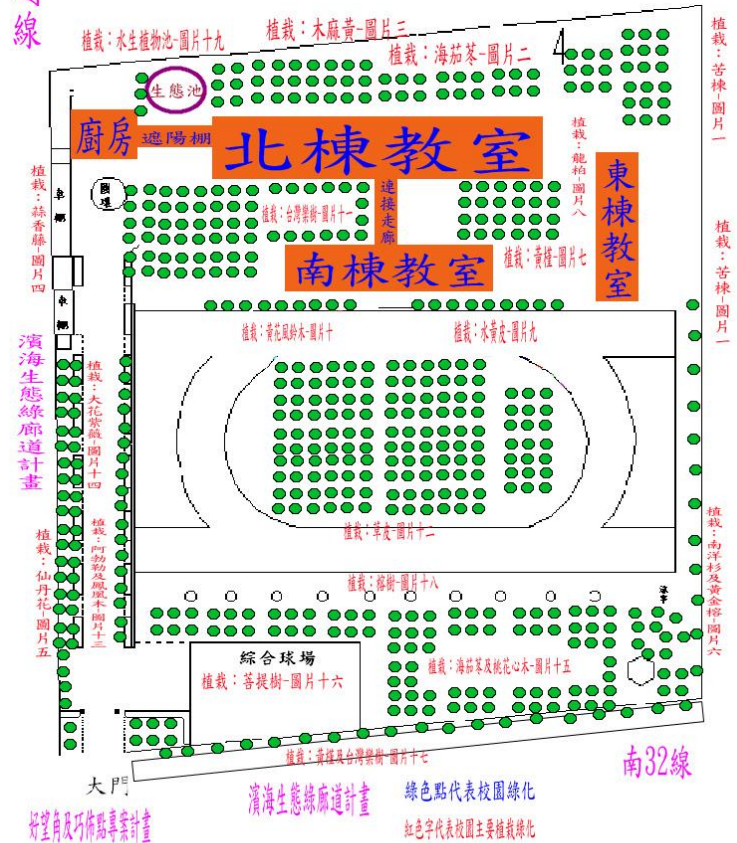 線
植栽：水生植物池-圖片十九
植栽：木麻黃-圖片三
植栽：海茄苳-圖片二
植栽：苦楝-圖片一
生態池
廚房
遮陽棚
北棟教室
植栽：龍柏-圖片八
東棟教室
車棚
植栽：蒜香藤-圖片四
植栽：台灣欒樹-圖片十一
連接走廊
植栽：黃槿-圖片七
南棟教室
植栽：苦楝-圖片一
車棚
植栽：黃花風鈴木-圖片十
植栽：水黃皮-圖片九
濱海生態綠廊道計畫
植栽：大花紫薇-圖片十四
植栽：草皮-圖片十二
植栽：仙丹花-圖片五
植栽：阿勃勒及鳳凰木-圖片十三
植栽：南洋杉及黃金榕-圖片六
植栽：榕樹-圖片十八
綜合球場
植栽：菩提樹-圖片十六
植栽：海茄苳及桃花心木-圖片十五
植栽：黃槿及台灣欒樹-圖片十七
南32線
大門
濱海生態綠廊道計畫
綠色點代表校園綠化
好望角及巧佈點專案計畫
紅色字代表校園主要植栽綠化